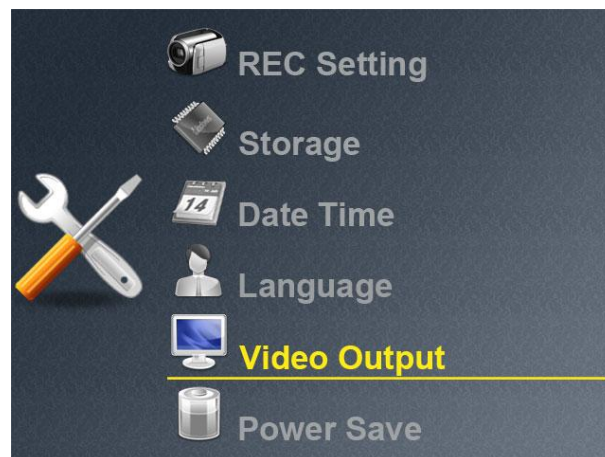 REC Setting
Storage
Date Time
14
Language
Video Output
Power Save